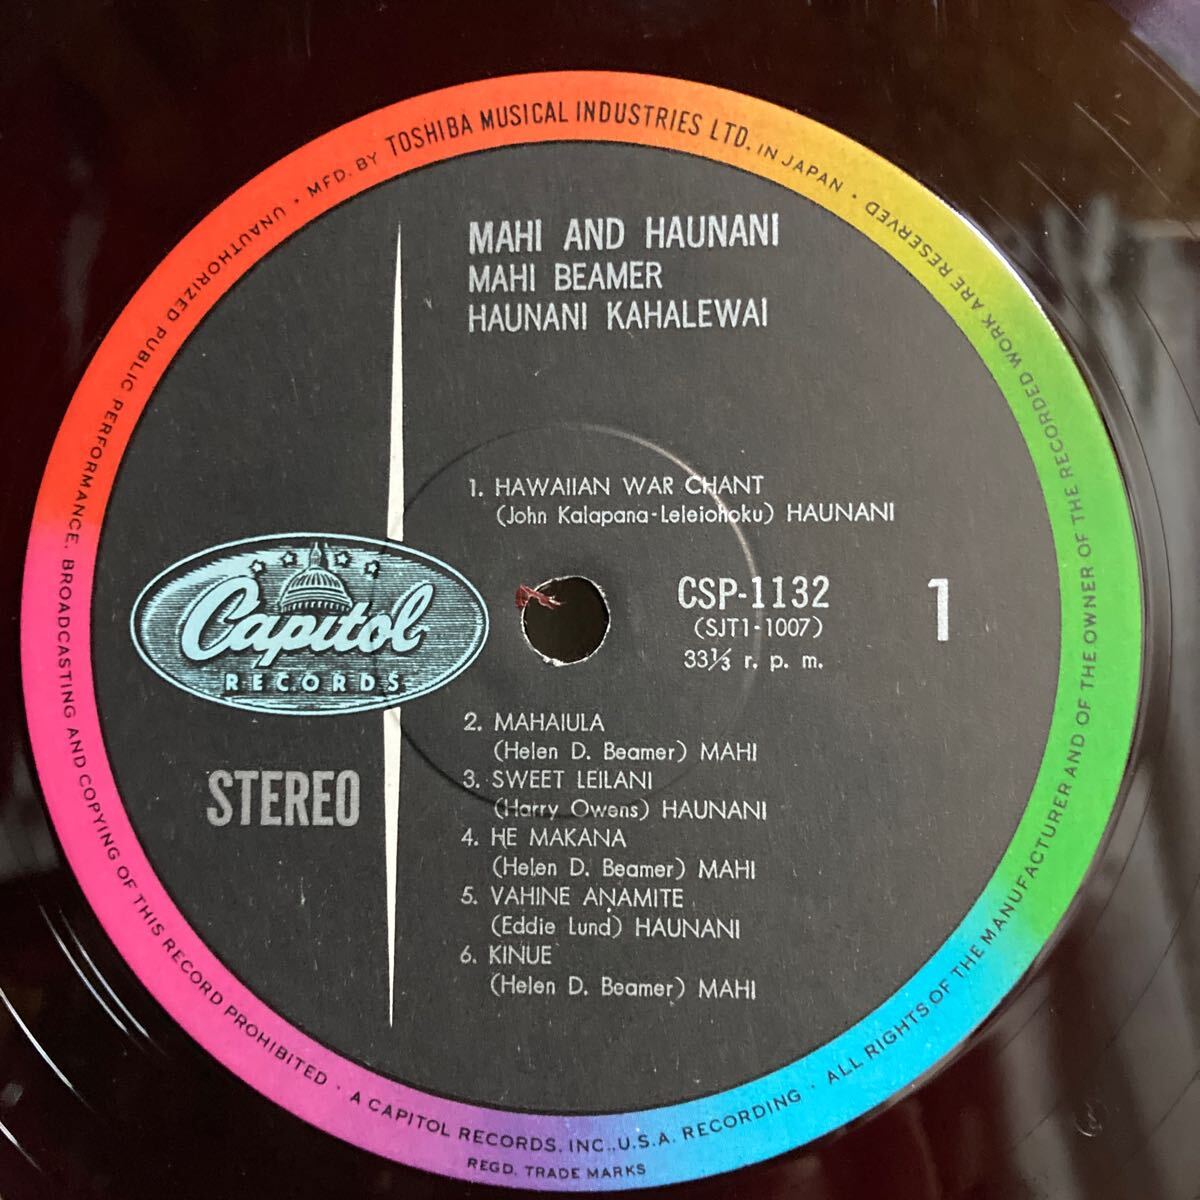 MFD. BY TOSHIBA MUSICAL INDUSTRIES LTD. IN JAPAN · ALL RIGHTS OF THE MANUFACTURER AND OF THE OWNER OF THE RECORDED WORK ARE RESERVED
UNAUTHORIZED PUBLIC PERFORMANCE, BROADCASTING AND COPYING OF THIS RECORD PROHIBITED · A CAPITOL RECORDS, INC., U.S.A. RECORDING ·
REGD. TRADE MARKS
MAHI AND HAUNANI
MAHI BEAMER
HAUNANI KAHALEWAI
1. HAWAIIAN WAR CHANT
(John Kalapana-Leleiohoku) HAUNANI
Capitol
RECORDS
STEREO
CSP-1132
(SJT1-1007)
33⅓ r. p. m.
1
2. MAHAIULA
(Helen D. Beamer) MAHI
3. SWEET LEILANI
(Harry Owens) HAUNANI
4. HE MAKANA
(Helen D. Beamer) MAHI
5. VAHINE ANAMITE
(Eddie Lund) HAUNANI
6. KINUE
(Helen D. Beamer) MAHI